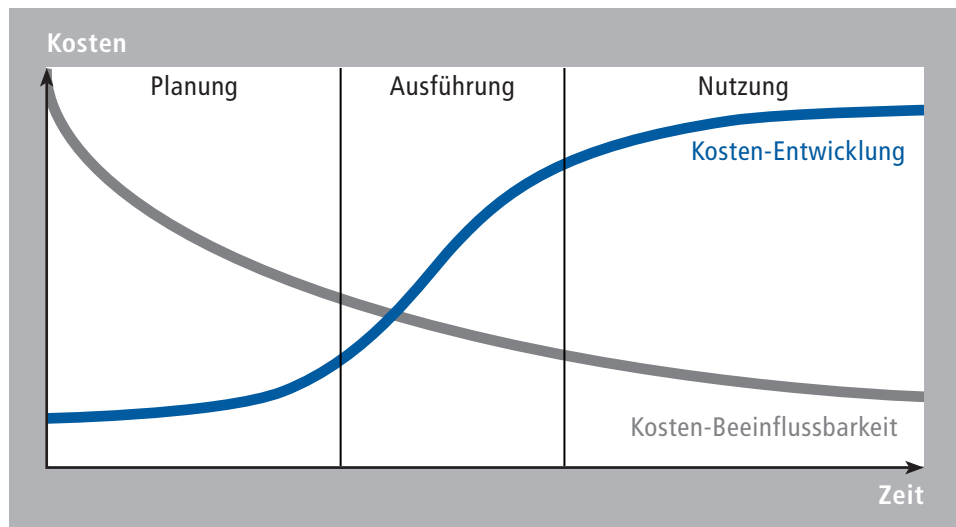 Kosten
Planung
Ausführung
Nutzung
Kosten-Entwicklung
Kosten-Beeinflussbarkeit
Zeit